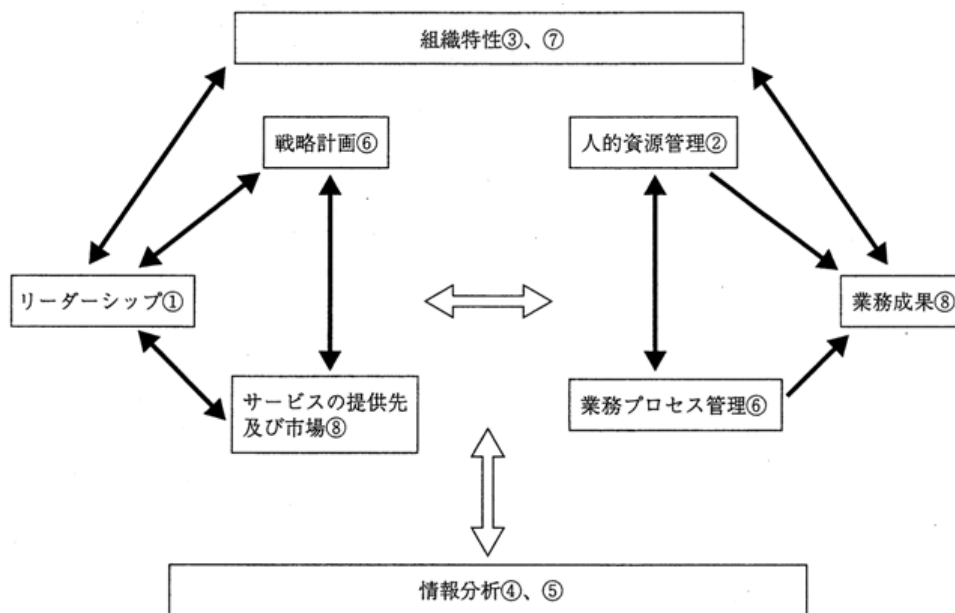 組織特性③、⑦
戦略計画⑥
人的資源管理②
リーダーシップ①
業務成果⑧
サービスの提供先
及び市場⑧
業務プロセス管理⑥
情報分析④、⑤